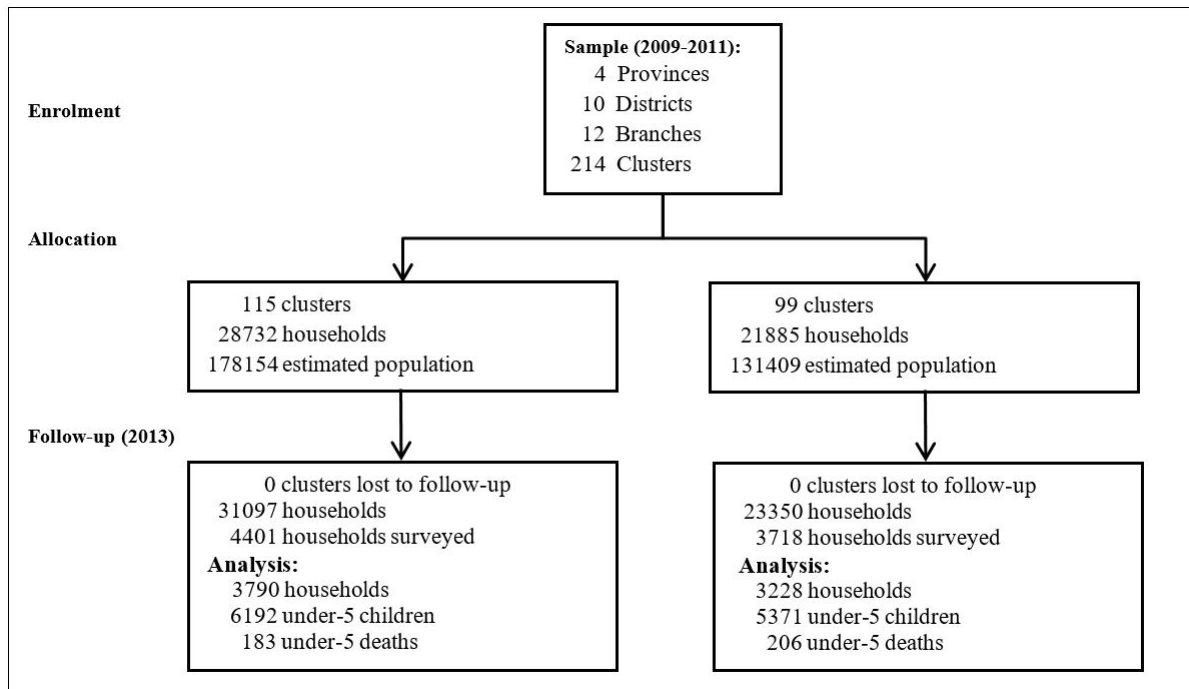 Sample (2009-2011):
4 Provinces
10 Districts
12 Branches
214 Clusters
Enrolment
Allocation
115 clusters
28732 households
178154 estimated population
99 clusters
21885 households
131409 estimated population
Follow-up (2013)
0 clusters lost to follow-up
31097 households
4401 households surveyed
Analysis:
3790 households
6192 under-5 children
183 under-5 deaths
0 clusters lost to follow-up
23350 households
3718 households surveyed
Analysis:
3228 households
5371 under-5 children
206 under-5 deaths